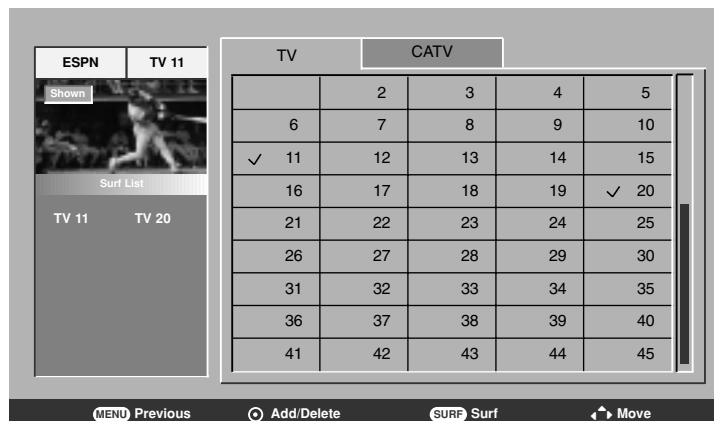 ESPN TV 11
Shown
Surf List
TV 11 TV 20
TV CATV
2 3 4 5
6 7 8 9 10
✓ 11 12 13 14 15
16 17 18 19 ✓ 20
21 22 23 24 25
26 27 28 29 30
31 32 33 34 35
36 37 38 39 40
41 42 43 44 45
MENU Previous Add/Delete SURF Surf Move